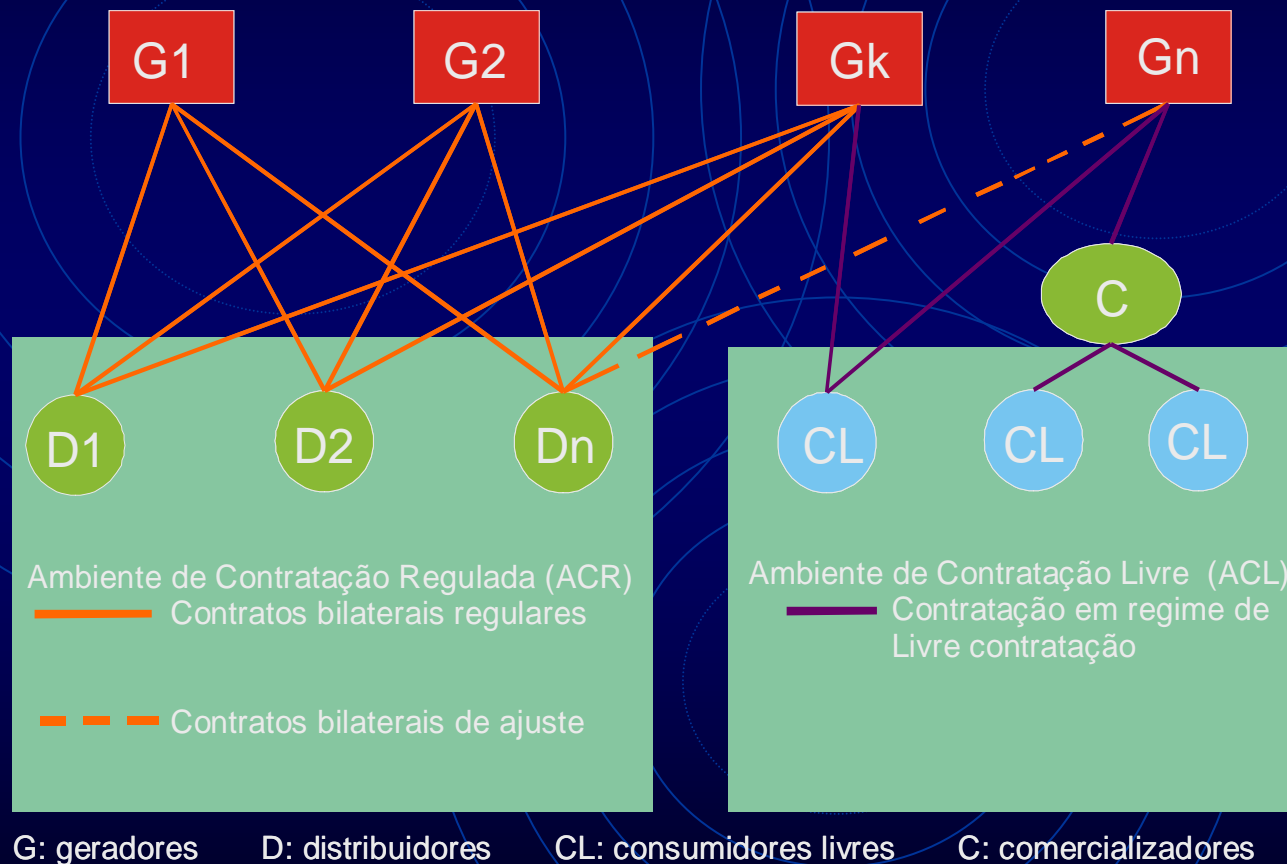 G1
G2
Gk
Gn
C
D1
D2
Dn
CL
CL
CL
Ambiente de Contratação Regulada (ACR)
Contratos bilaterais regulares
Contratos bilaterais de ajuste
Ambiente de Contratação Livre (ACL)
Contratação em regime de
Livre contratação
G: geradores D: distribuidores CL: consumidores livres C: comercializadores